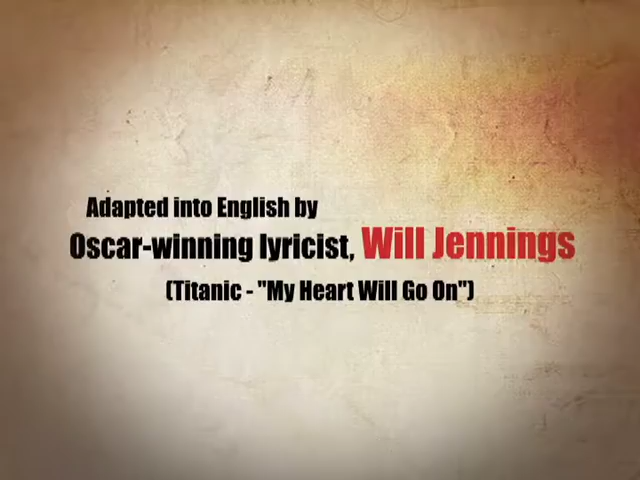 Adapted into English by
Oscar-winning lyricist, Will Jennings
(Titanic - "My Heart Will Go On")